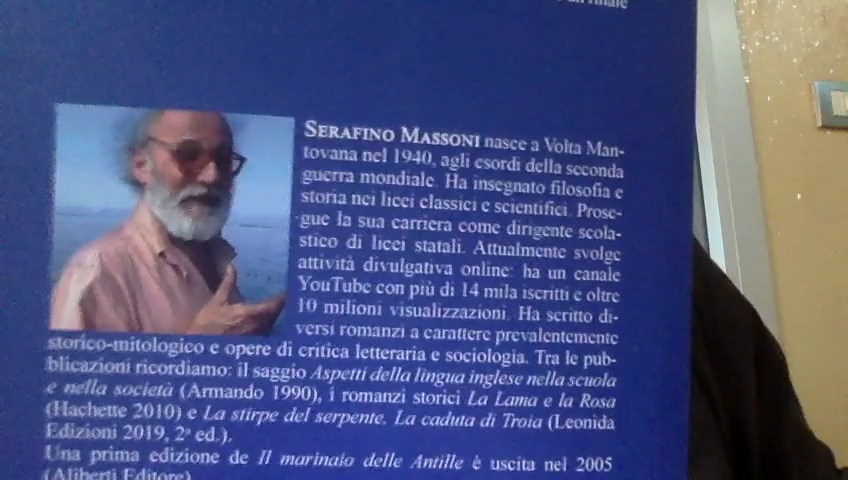 finale
SERAFINO MASSONI nasce a Volta Man-
tovana nel 1940, agli esordi della seconda
guerra mondiale. Ha insegnato filosofia e
storia nei licei classici e scientifici. Prose-
gue la sua carriera come dirigente scola-
stico di licei statali. Attualmente svolge
attività divulgativa online: ha un canale
YouTube con più di 14 mila iscritti e oltre
10 milioni visualizzazioni. Ha scritto di-
versi romanzi a carattere prevalentemente
storico-mitologico e opere di critica letteraria e sociologia. Tra le pub-
blicazioni ricordiamo: il saggio Aspetti della lingua inglese nella scuola
e nella società (Armando 1990), i romanzi storici La Lama e la Rosa
(Hachette 2010) e La stirpe del serpente. La caduta di Troia (Leonida
Edizioni 2019, 2ª ed.).
Una prima edizione de Il marinaio delle Antille è uscita nel 2005
(Aliberti Editore).